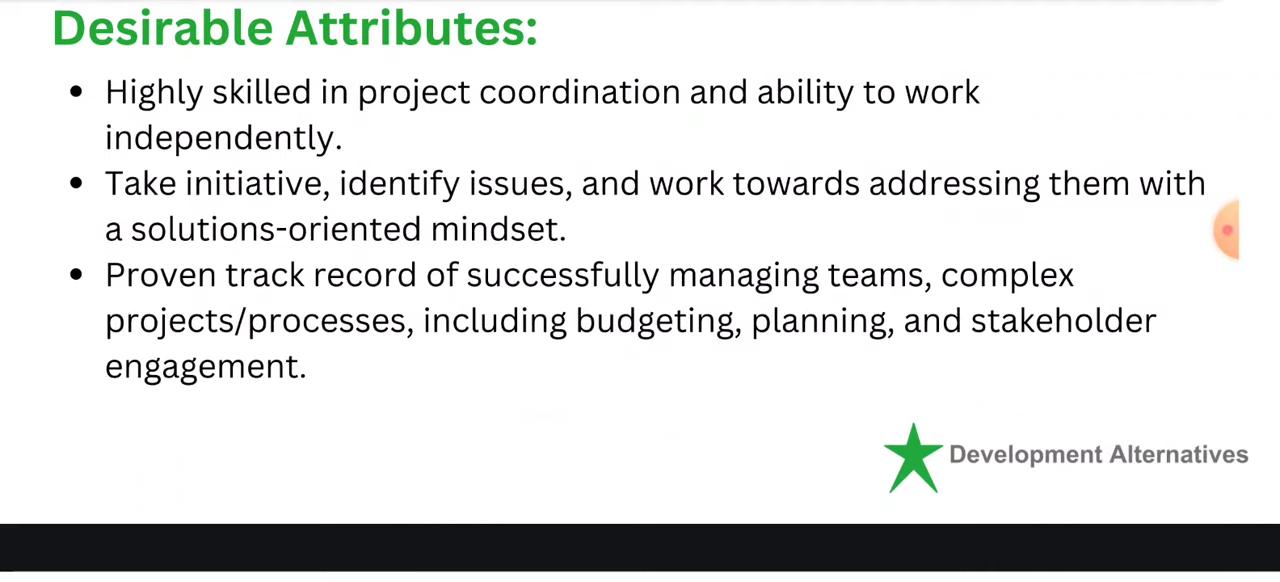 Desirable Attributes:
• Highly skilled in project coordination and ability to work
independently.
• Take initiative, identify issues, and work towards addressing them with
a solutions-oriented mindset.
• Proven track record of successfully managing teams, complex
projects/processes, including budgeting, planning, and stakeholder
engagement.
Development Alternatives